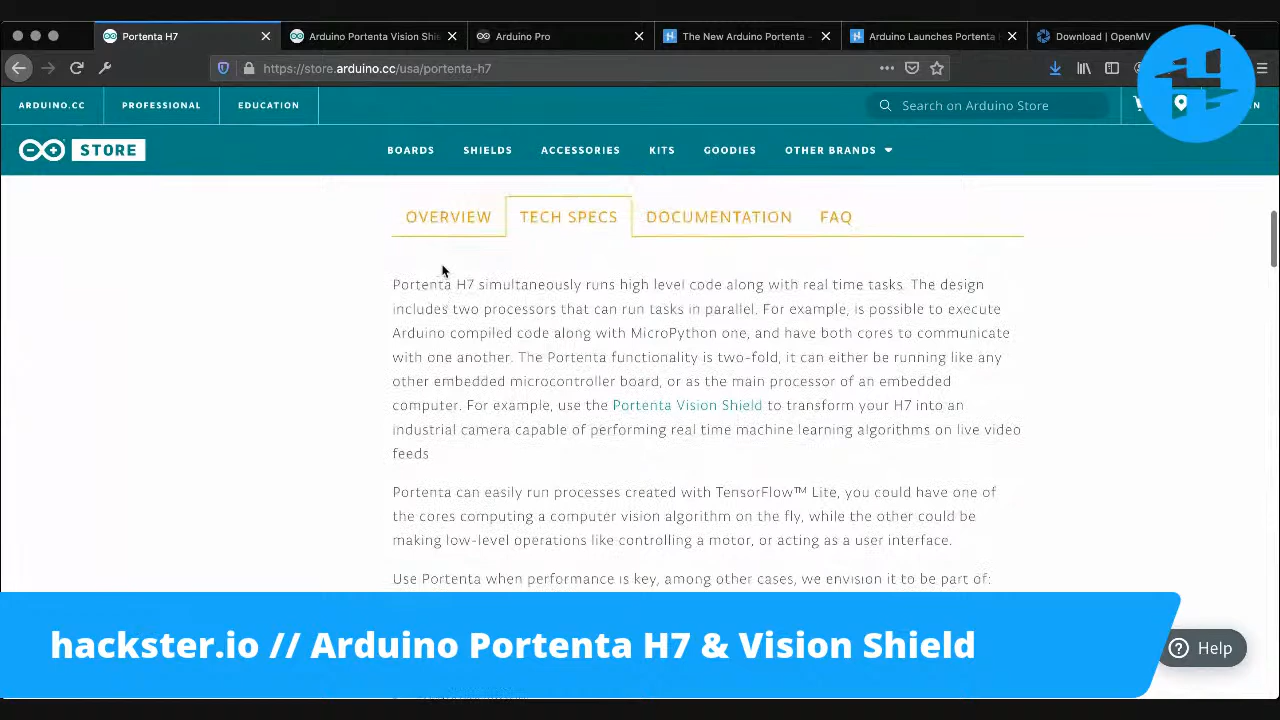 Portenta H7
Arduino Portenta Vision Shi
Arduino Pro
The New Arduino Portenta -
Arduino Launches Portenta H
Download | OpenMV
https://store.arduino.cc/usa/portenta-h7
ARDUINO.CC
PROFESSIONAL
EDUCATION
Search on Arduino Store
IN
STORE
BOARDS
SHIELDS
ACCESSORIES
KITS
GOODIES
OTHER BRANDS
OVERVIEW
TECH SPECS
DOCUMENTATION
FAQ
Portenta H7 simultaneously runs high level code along with real time tasks. The design
includes two processors that can run tasks in parallel. For example, is possible to execute
Arduino compiled code along with MicroPython one, and have both cores to communicate
with one another. The Portenta functionality is two-fold, it can either be running like any
other embedded microcontroller board, or as the main processor of an embedded
computer. For example, use the Portenta Vision Shield to transform your H7 into an
industrial camera capable of performing real time machine learning algorithms on live video
feeds
Portenta can easily run processes created with TensorFlow™ Lite, you could have one of
the cores computing a computer vision algorithm on the fly, while the other could be
making low-level operations like controlling a motor, or acting as a user interface.
Use Portenta when performance is key, among other cases, we envision it to be part of:
hackster.io // Arduino Portenta H7 & Vision Shield
Help